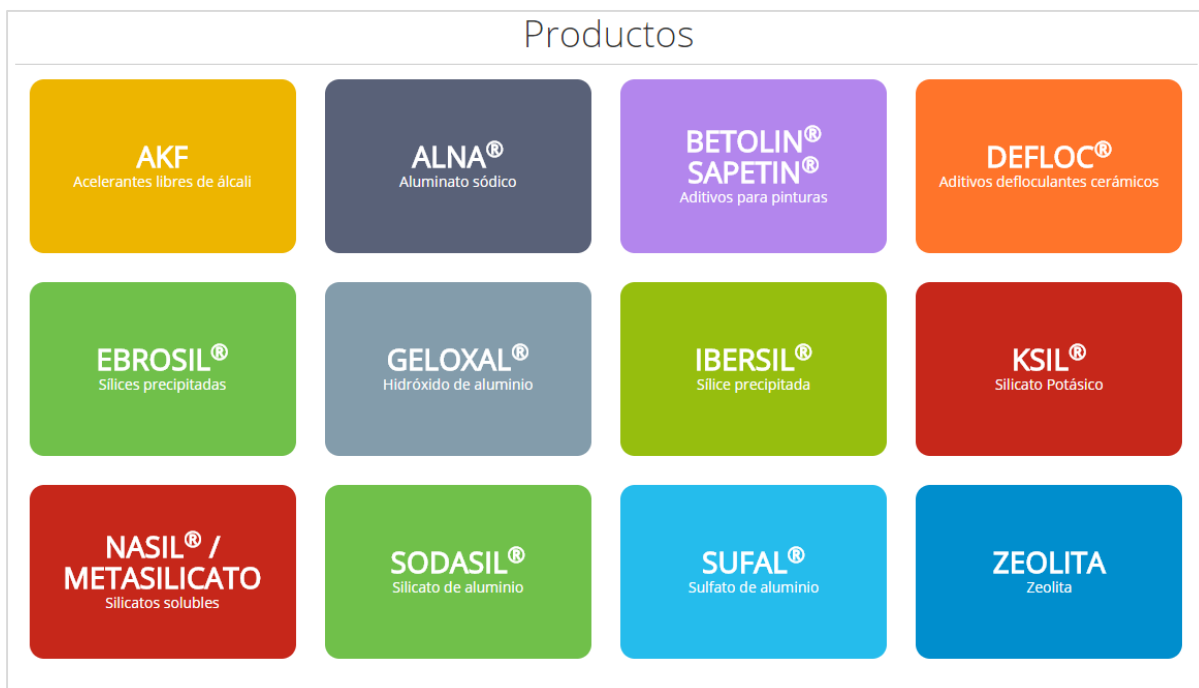 Productos
AKF
Acelerantes libres de álcali
ALNA®
Aluminato sódico
BETOLIN®
SAPETIN®
Aditivos para pinturas
DEFLOC®
Aditivos defloculantes cerámicos
EBROSIL®
Sílices precipitadas
GELOXAL®
Hidróxido de aluminio
IBERSIL®
Sílice precipitada
KSIL®
Silicato Potásico
NASIL® /
METASILICATO
Silicatos solubles
SODASIL®
Silicato de aluminio
SUFAL®
Sulfato de aluminio
ZEOLITA
Zeolita